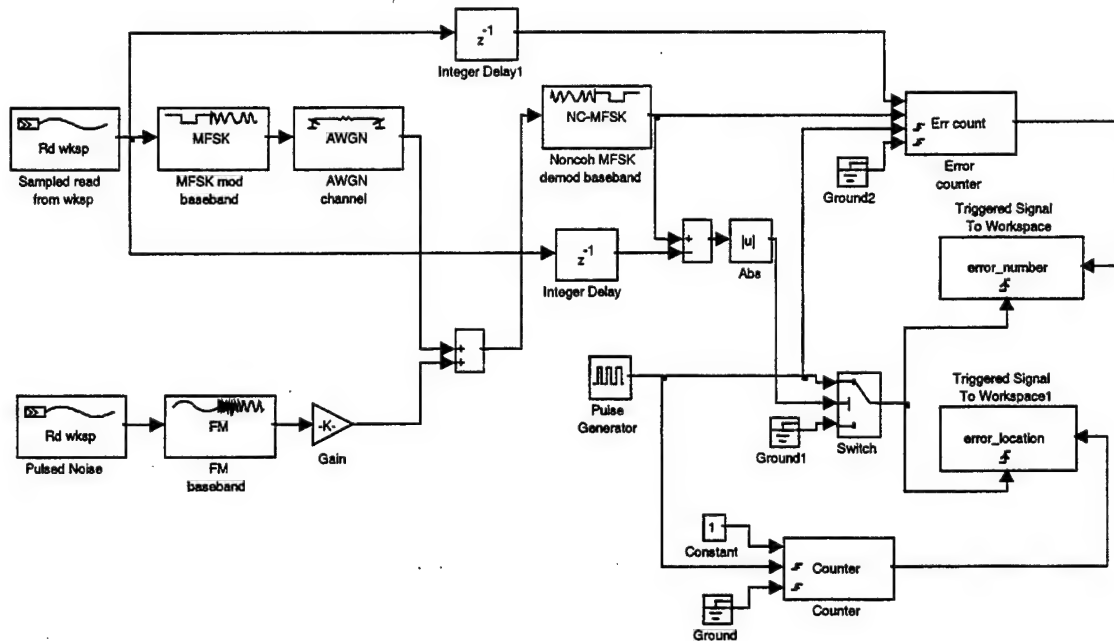 z-1
Integer Delay1
Rd wksp
Sampled read
from wksp
MFSK
MFSK mod
baseband
AWGN
AWGN
channel
NC-MFSK
Noncoh MFSK
demod baseband
Err count
Error
counter
Ground2
z-1
Integer Delay
+
−
|u|
Abs
Triggered Signal
To Workspace
error_number
+
+
Pulse
Generator
Ground1
Switch
Triggered Signal
To Workspace1
error_location
Rd wksp
Pulsed Noise
FM
FM
baseband
-K-
Gain
1
Constant
Counter
Counter
Ground